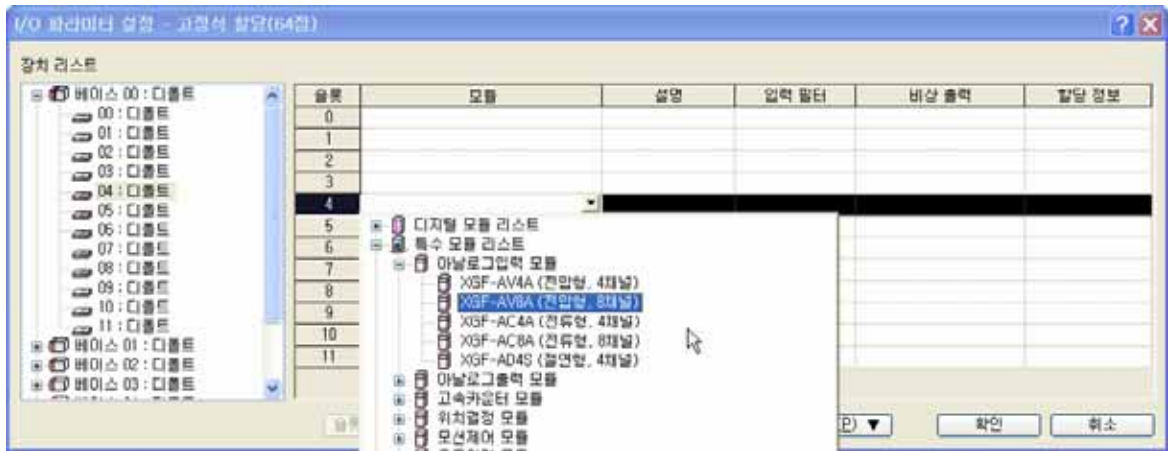 I/O 파라미터 설정 - 고정식 할당(64점)
장치 리스트
베이스 00 : 디폴트
00 : 디폴트
01 : 디폴트
02 : 디폴트
03 : 디폴트
04 : 디폴트
05 : 디폴트
06 : 디폴트
07 : 디폴트
08 : 디폴트
09 : 디폴트
10 : 디폴트
11 : 디폴트
베이스 01 : 디폴트
베이스 02 : 디폴트
베이스 03 : 디폴트
슬롯 모듈 설명 입력 필터 비상 출력 할당 정보
0
1
2
3
4
5
6
7
8
9
10
11
디지털 모듈 리스트
특수 모듈 리스트
아날로그입력 모듈
XGF-AV4A (전압형, 4채널)
XGF-AV8A (전압형, 8채널)
XGF-AC4A (전류형, 4채널)
XGF-AC8A (전류형, 8채널)
XGF-AD4S (절연형, 4채널)
아날로그출력 모듈
고속카운터 모듈
위치결정 모듈
모션제어 모듈
(P) ▼ 확인 취소